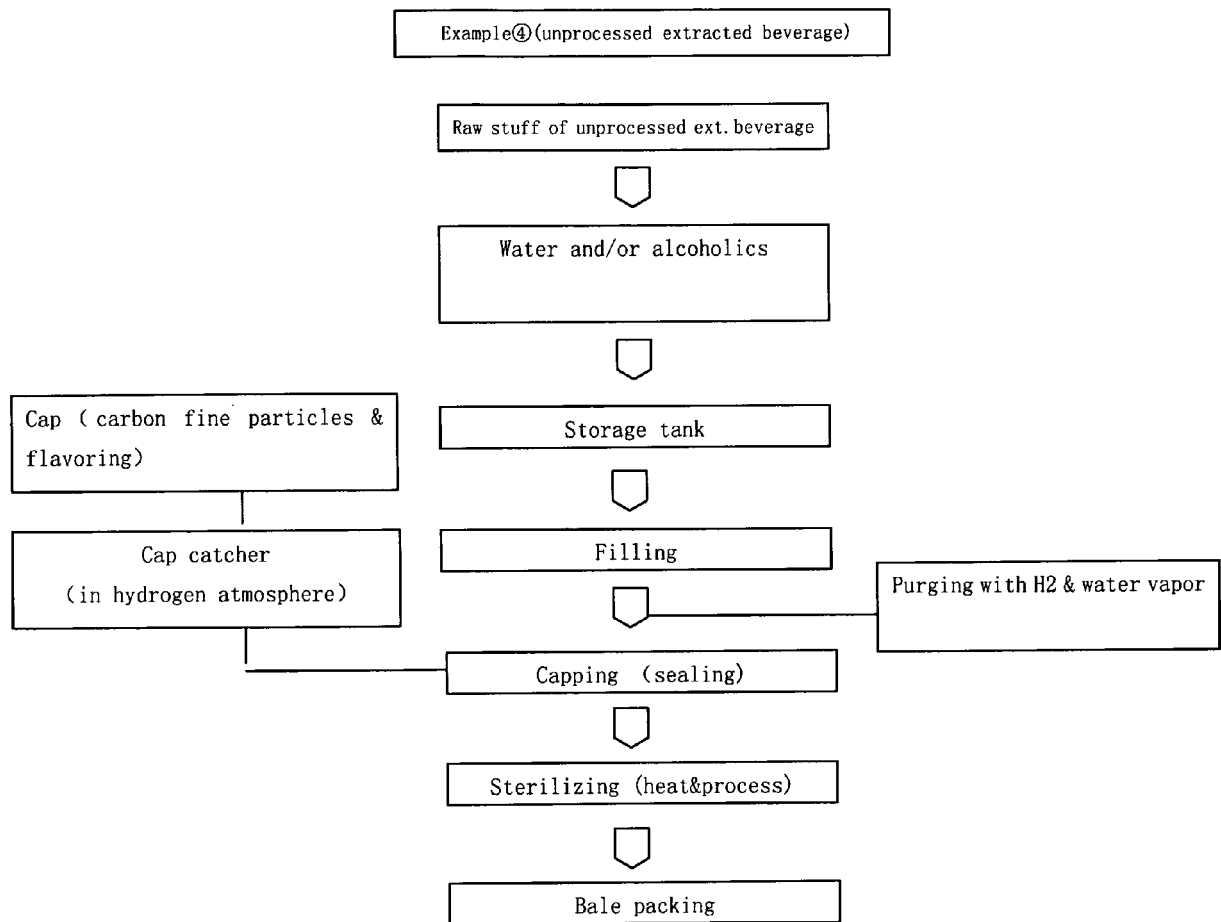 Example④(unprocessed extracted beverage)
Raw stuff of unprocessed ext.beverage
Water and/or alcoholics
Cap (carbon fine particles &
flavoring)
Storage tank
Cap catcher
(in hydrogen atmosphere)
Filling
Purging with H2 & water vapor
Capping (sealing)
Sterilizing (heat&process)
Bale packing